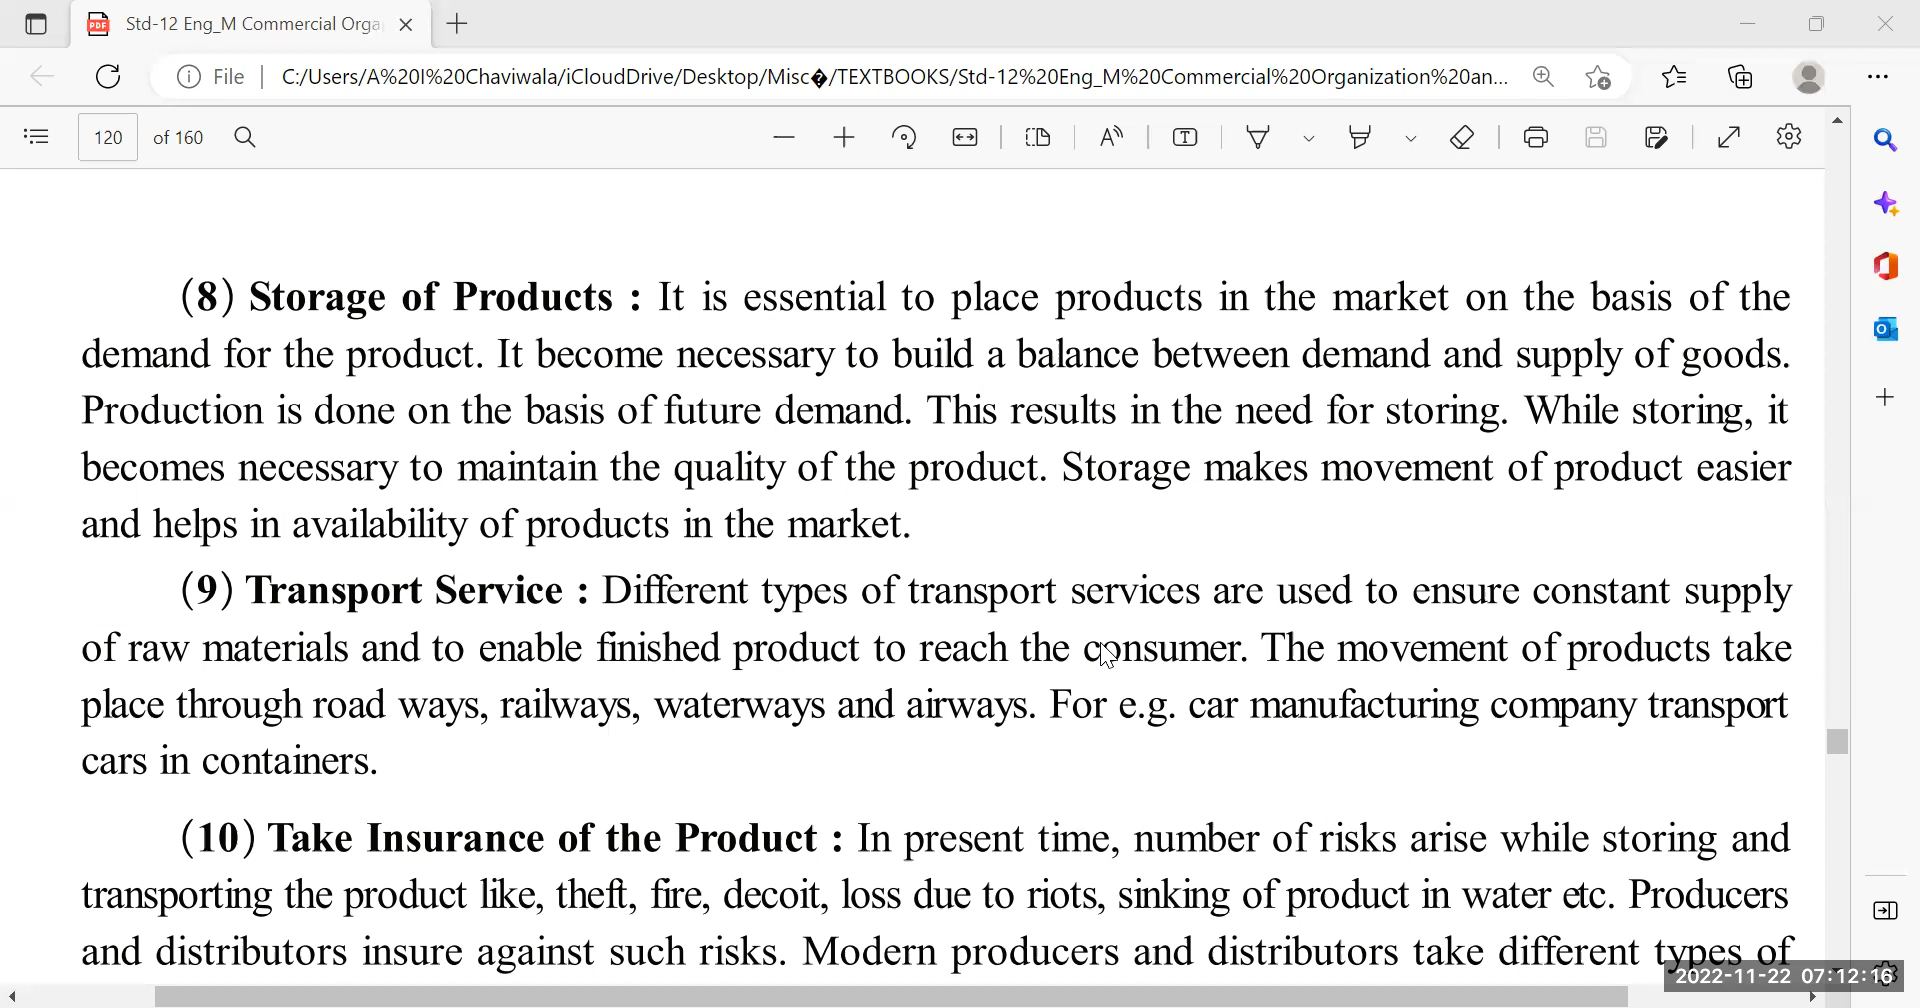 Std-12 Eng_M Commercial Orga
File
C:/Users/A%20I%20Chaviwala/iCloudDrive/Desktop/Misc�/TEXTBOOKS/Std-12%20Eng_M%20Commercial%20Organization%20an...
120 of 160
(8) Storage of Products : It is essential to place products in the market on the basis of the
demand for the product. It become necessary to build a balance between demand and supply of goods.
Production is done on the basis of future demand. This results in the need for storing. While storing, it
becomes necessary to maintain the quality of the product. Storage makes movement of product easier
and helps in availability of products in the market.
(9) Transport Service : Different types of transport services are used to ensure constant supply
of raw materials and to enable finished product to reach the consumer. The movement of products take
place through road ways, railways, waterways and airways. For e.g. car manufacturing company transport
cars in containers.
(10) Take Insurance of the Product : In present time, number of risks arise while storing and
transporting the product like, theft, fire, decoit, loss due to riots, sinking of product in water etc. Producers
and distributors insure against such risks. Modern producers and distributors take different types of
2022-11-22 07:12:16